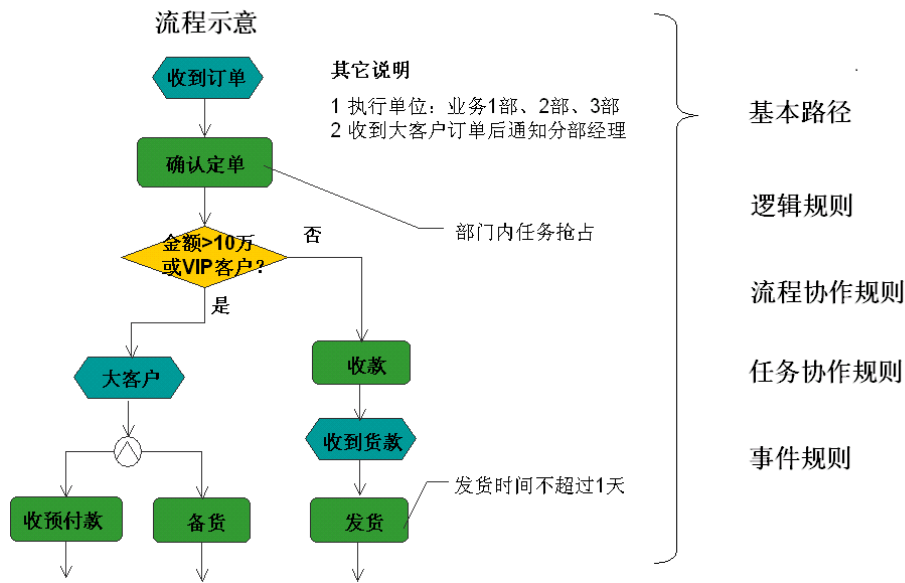 流程示意
收到订单
其它说明
1 执行单位：业务1部、2部、3部
2 收到大客户订单后通知分部经理
基本路径
确认定单
逻辑规则
部门内任务抢占
金额>10万
或VIP客户?
否
是
流程协作规则
大客户
收款
任务协作规则
收到货款
事件规则
发货时间不超过1天
收预付款
备货
发货